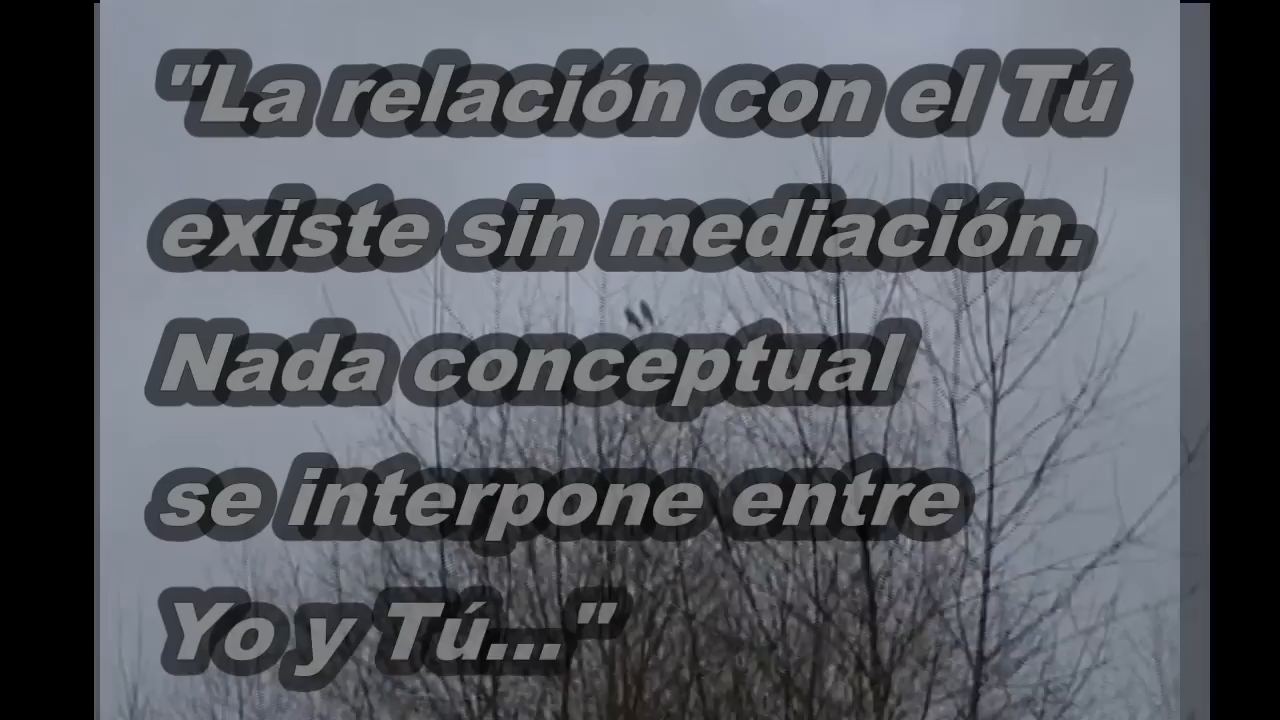 "La relación con el Tú
existe sin mediación.
Nada conceptual
se interpone entre
Yo y Tú..."